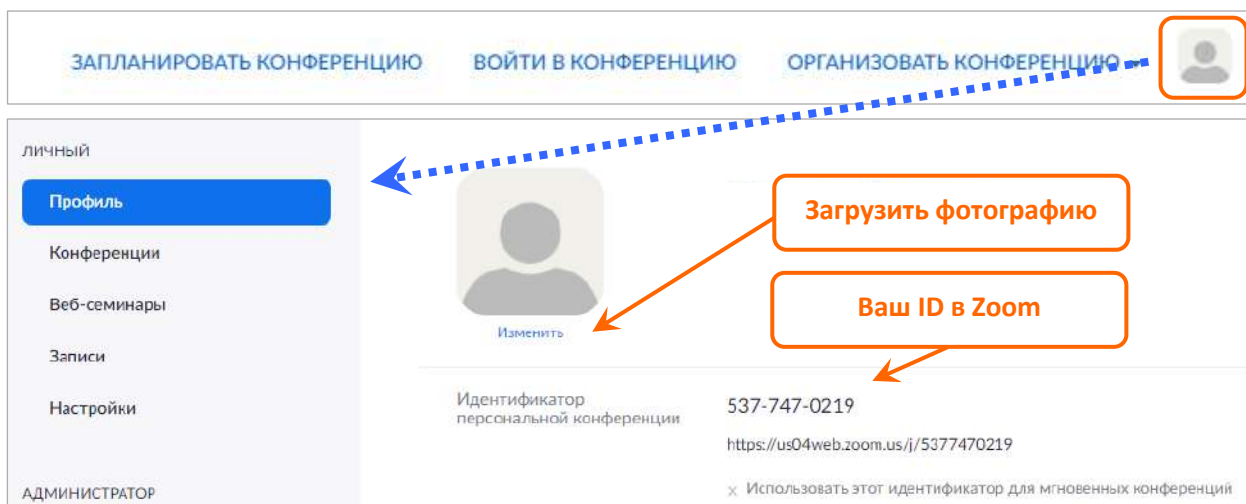 ЗАПЛАНИРОВАТЬ КОНФЕРЕНЦИЮ ВОЙТИ В КОНФЕРЕНЦИЮ ОРГАНИЗОВАТЬ КОНФЕРЕНЦИЮ
ЛИЧНЫЙ
Профиль
Конференции
Веб-семинары
Записи
Настройки
АДМИНИСТРАТОР
Загрузить фотографию
Изменить
Ваш ID в Zoom
Идентификатор
персональной конференции
537-747-0219
https://us04web.zoom.us/j/5377470219
x Использовать этот идентификатор для мгновенных конференций